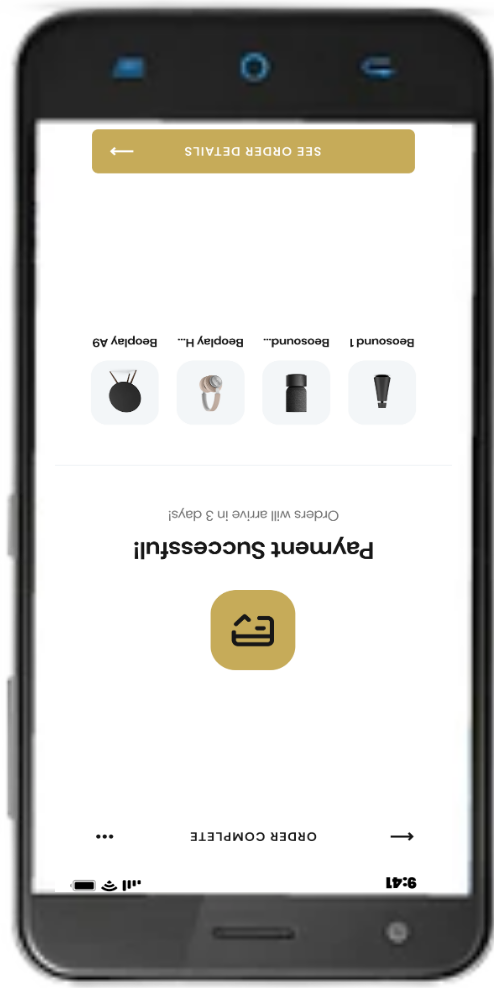 9:41
ORDER COMPLETE
Payment Successful!
Orders will arrive in 3 days!
Beosound 1 Beosound... Beoplay H... Beoplay A9
SEE ORDER DETAILS